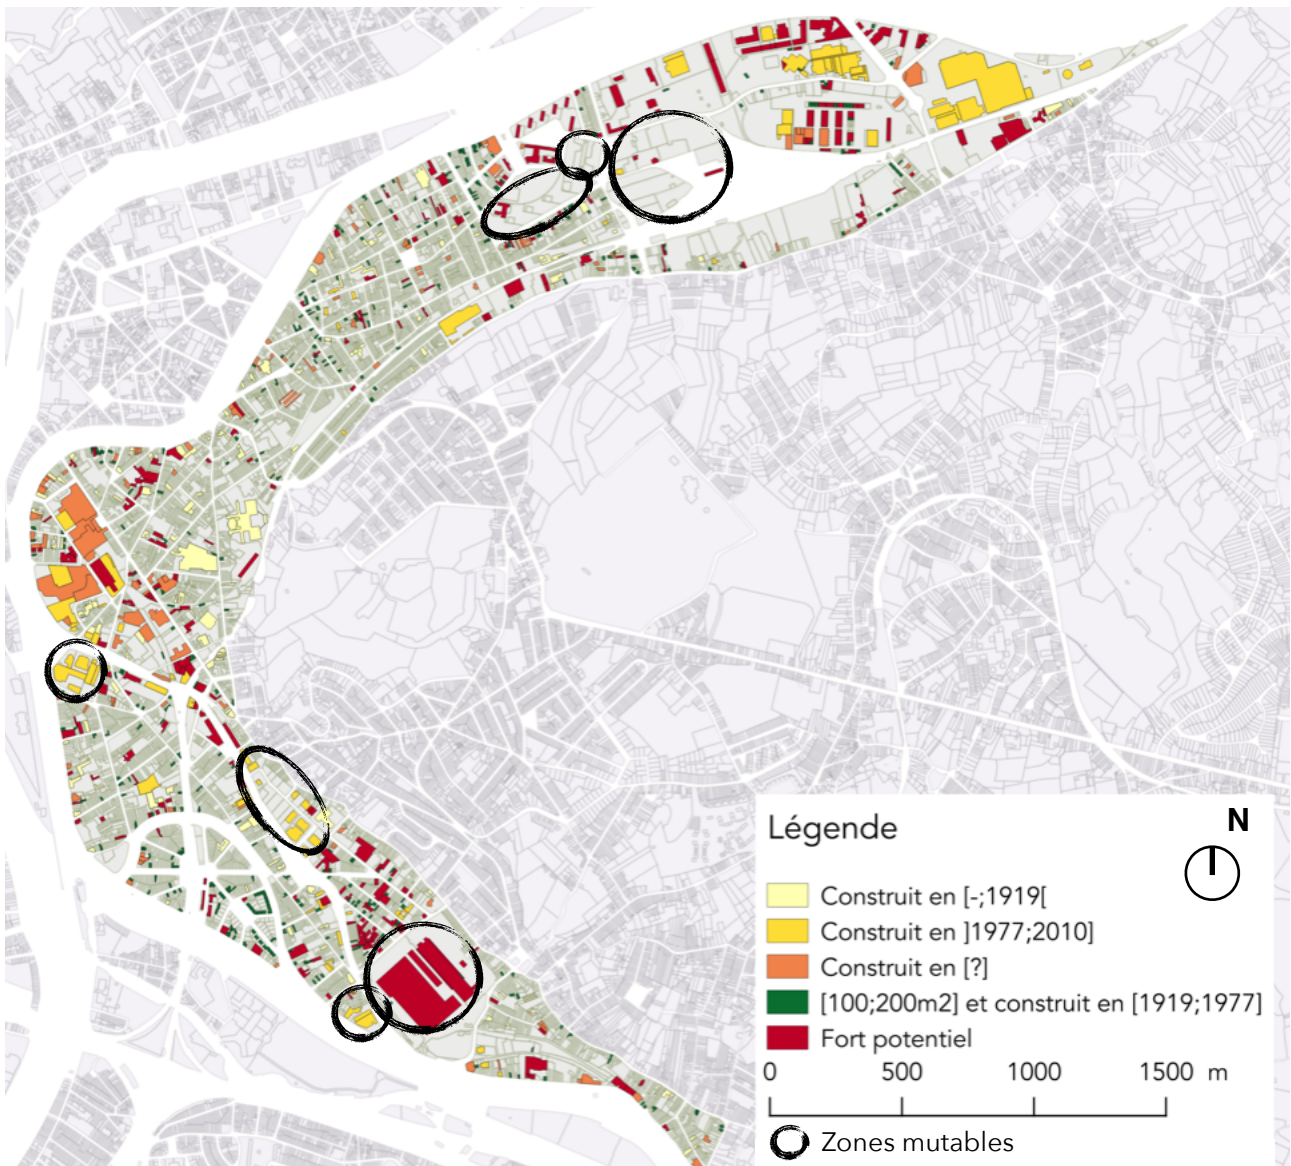 Légende
N
Construit en [-;1919[
Construit en ]1977;2010]
Construit en [?]
[100;200m2] et construit en [1919;1977]
Fort potentiel
0 500 1000 1500 m
Zones mutables